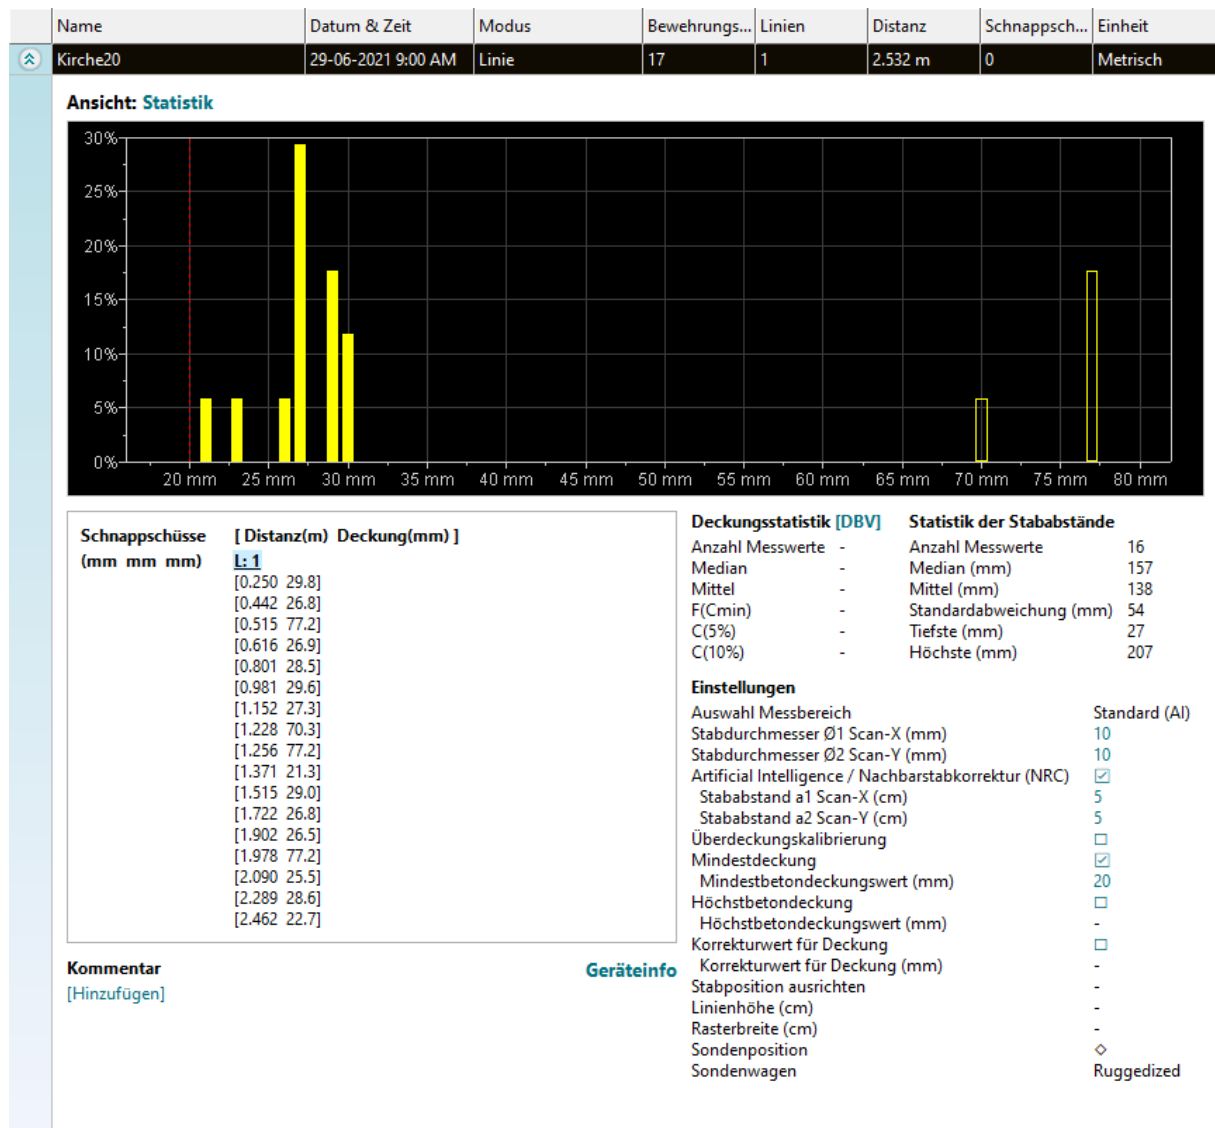 Name Datum & Zeit Modus Bewehrungs... Linien Distanz Schnappsch... Einheit
Kirche20 29-06-2021 9:00 AM Linie 17 1 2.532 m 0 Metrisch
Ansicht: Statistik
30%
25%
20%
15%
10%
5%
0%
20 mm 25 mm 30 mm 35 mm 40 mm 45 mm 50 mm 55 mm 60 mm 65 mm 70 mm 75 mm 80 mm
Schnappschüsse [ Distanz(m) Deckung(mm) ]
(mm mm mm) L: 1
[0.250 29.8]
[0.442 26.8]
[0.515 77.2]
[0.616 26.9]
[0.801 28.5]
[0.981 29.6]
[1.152 27.3]
[1.228 70.3]
[1.256 77.2]
[1.371 21.3]
[1.515 29.0]
[1.722 26.8]
[1.902 26.5]
[1.978 77.2]
[2.090 25.5]
[2.289 28.6]
[2.462 22.7]
Kommentar Geräteinfo
[Hinzufügen]
Deckungsstatistik [DBV]
Anzahl Messwerte -
Median -
Mittel -
F(Cmin) -
C(5%) -
C(10%) -
Statistik der Stababstände
Anzahl Messwerte 16
Median (mm) 157
Mittel (mm) 138
Standardabweichung (mm) 54
Tiefste (mm) 27
Höchste (mm) 207
Einstellungen
Auswahl Messbereich Standard (AI)
Stabdurchmesser Ø1 Scan-X (mm) 10
Stabdurchmesser Ø2 Scan-Y (mm) 10
Artificial Intelligence / Nachbarstabkorrektur (NRC)
Stababstand a1 Scan-X (cm) 5
Stababstand a2 Scan-Y (cm) 5
Überdeckungskalibrierung
Mindestdeckung
Mindestbetondeckungswert (mm) 20
Höchstbetondeckung
Höchstbetondeckungswert (mm) -
Korrekturwert für Deckung
Korrekturwert für Deckung (mm) -
Stabposition ausrichten -
Linienhöhe (cm) -
Rasterbreite (cm) -
Sondenposition
Sondenwagen Ruggedized